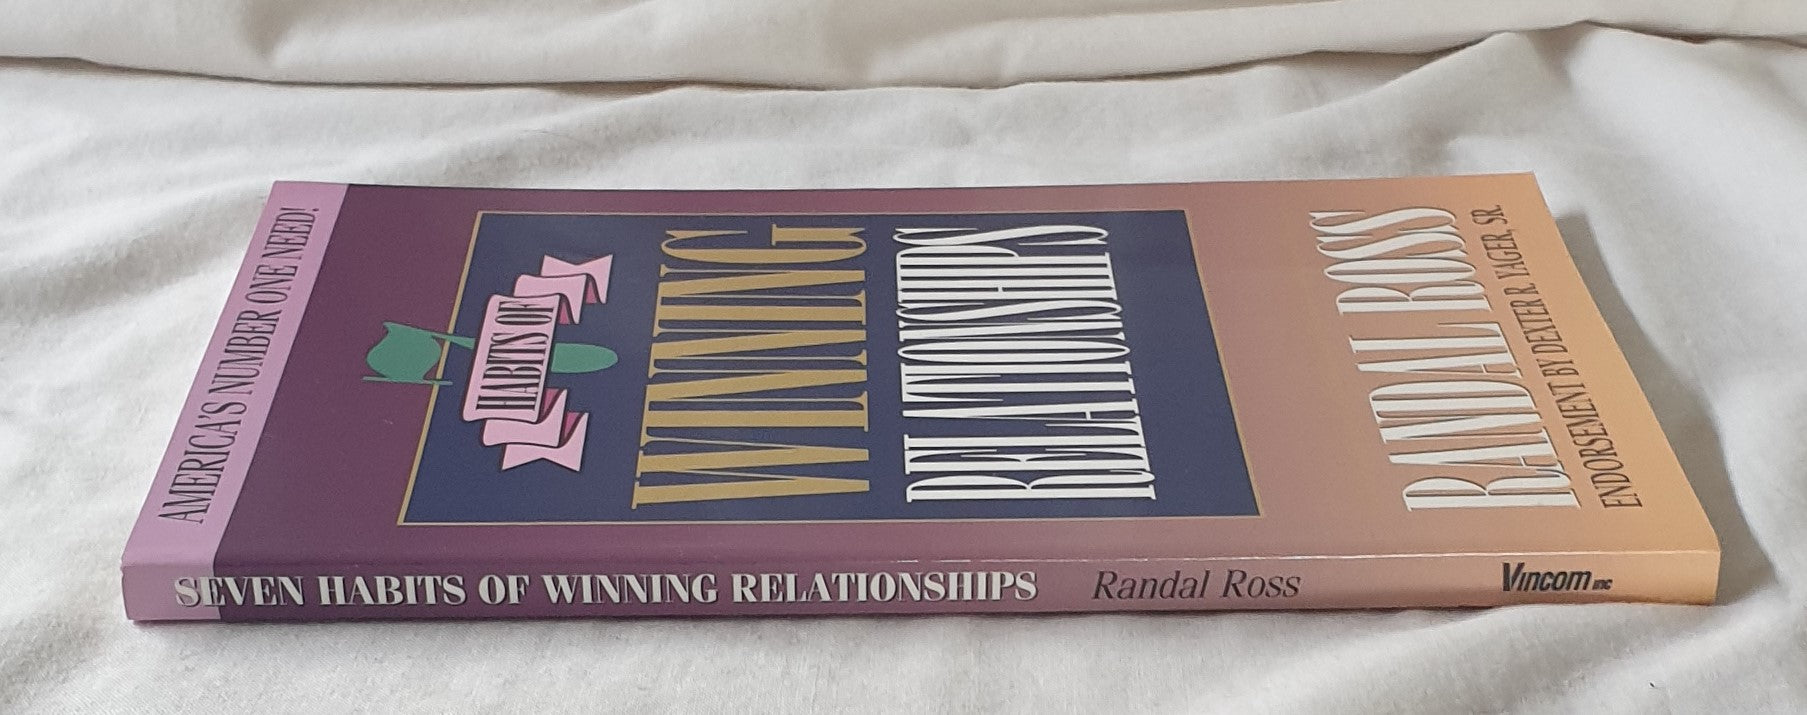 AMERICA'S NUMBER ONE NEED!
7
HABITS OF
WINNING
RELATIONSHIPS
RANDAL ROSS
ENDORSEMENT BY DEXTER R. YAGER, SR.
SEVEN HABITS OF WINNING RELATIONSHIPS Randal Ross VINCOM INC